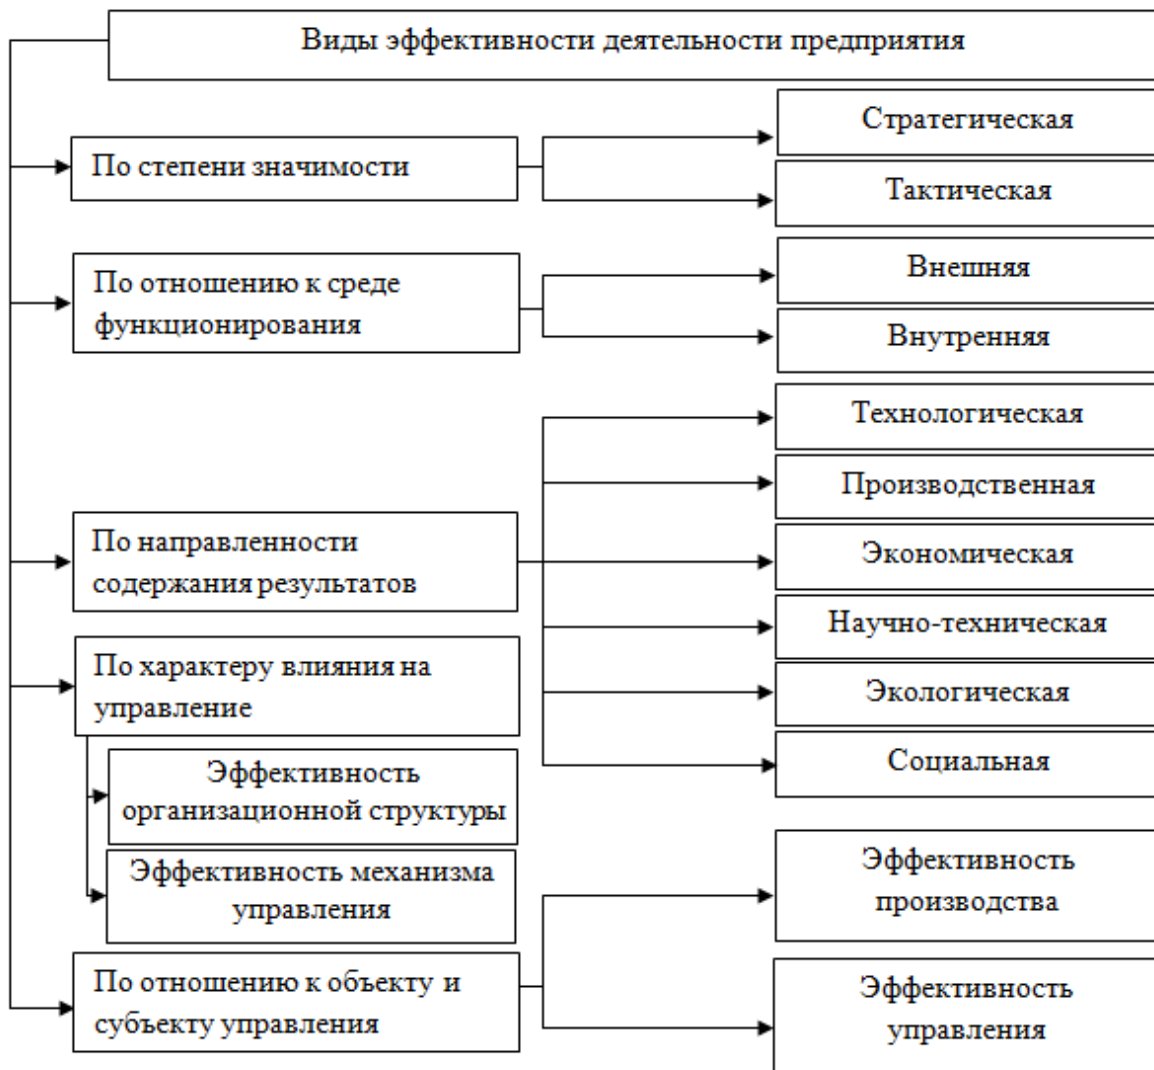 Виды эффективности деятельности предприятия
По степени значимости
Стратегическая
Тактическая
По отношению к среде
функционирования
Внешняя
Внутренняя
По направленности
содержания результатов
Технологическая
Производственная
Экономическая
Научно-техническая
Экологическая
Социальная
По характеру влияния на
управление
Эффективность
организационной структуры
Эффективность механизма
управления
По отношению к объекту и
субъекту управления
Эффективность
производства
Эффективность
управления